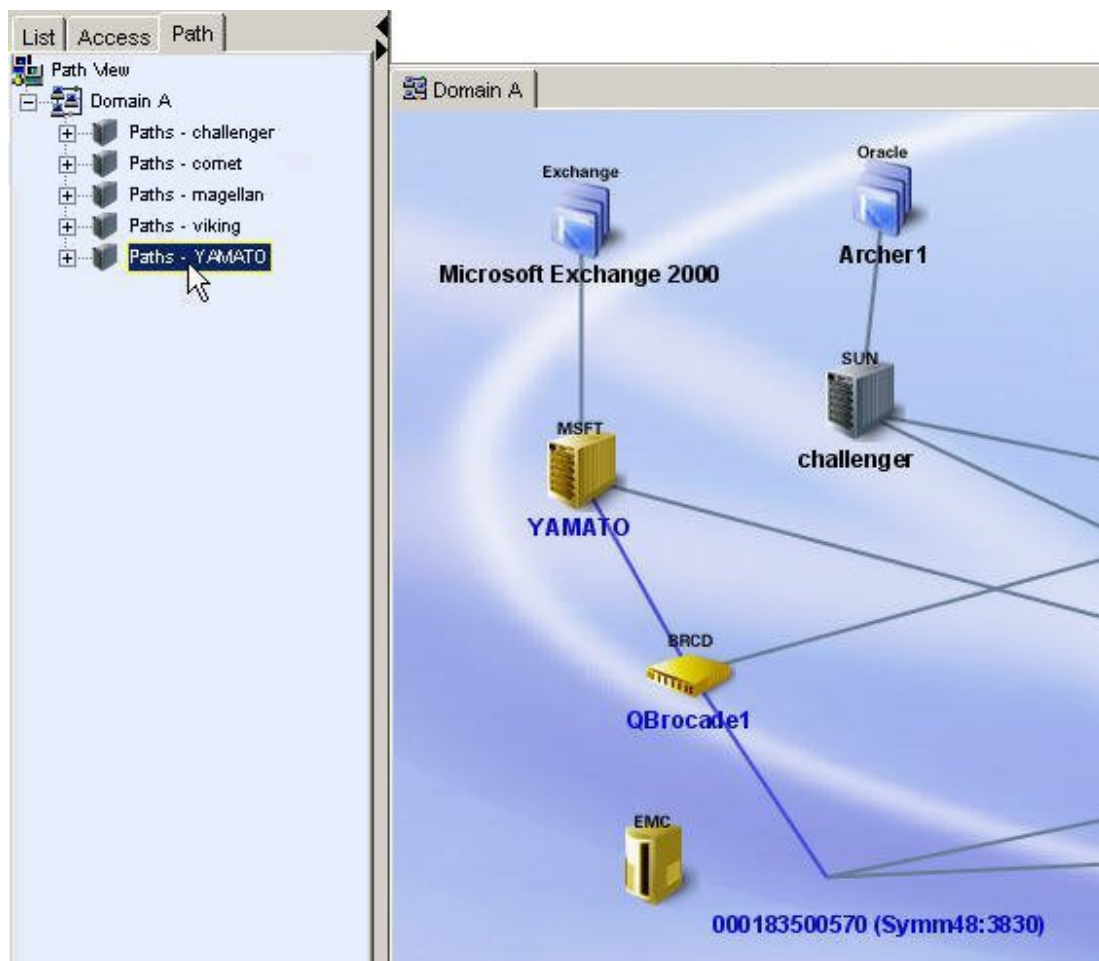 List Access Path
Path View
Domain A
Paths - challenger
Paths - comet
Paths - magellan
Paths - viking
Paths - YAMATO
Domain A
Exchange
Microsoft Exchange 2000
Oracle
Archer1
SUN
challenger
MSFT
YAMATO
BRCD
QBrocade1
EMC
000183500570 (Symm48:3830)